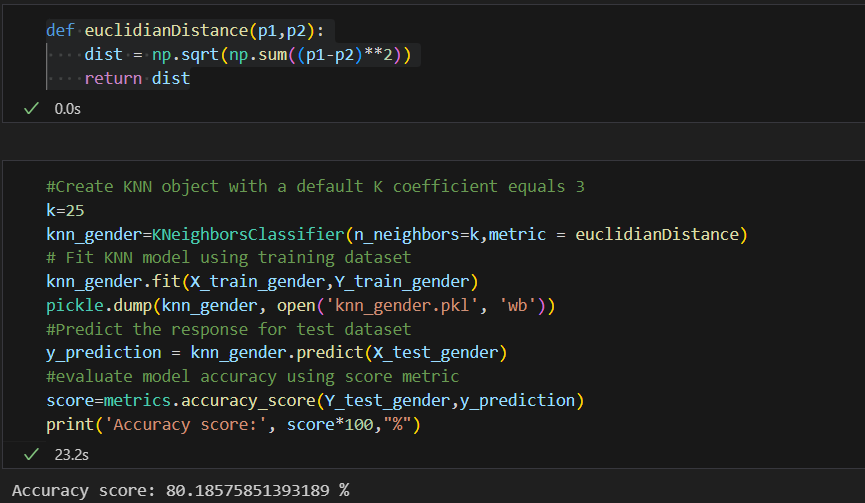 def euclidianDistance(p1,p2):
    dist = np.sqrt(np.sum((p1-p2)**2))
    return dist
0.0s
#Create KNN object with a default K coefficient equals 3
k=25
knn_gender=KNeighborsClassifier(n_neighbors=k,metric = euclidianDistance)
# Fit KNN model using training dataset
knn_gender.fit(X_train_gender,Y_train_gender)
pickle.dump(knn_gender, open('knn_gender.pkl', 'wb'))
#Predict the response for test dataset
y_prediction = knn_gender.predict(X_test_gender)
#evaluate model accuracy using score metric
score=metrics.accuracy_score(Y_test_gender,y_prediction)
print('Accuracy score:', score*100,"%")
23.2s
Accuracy score: 80.18575851393189 %